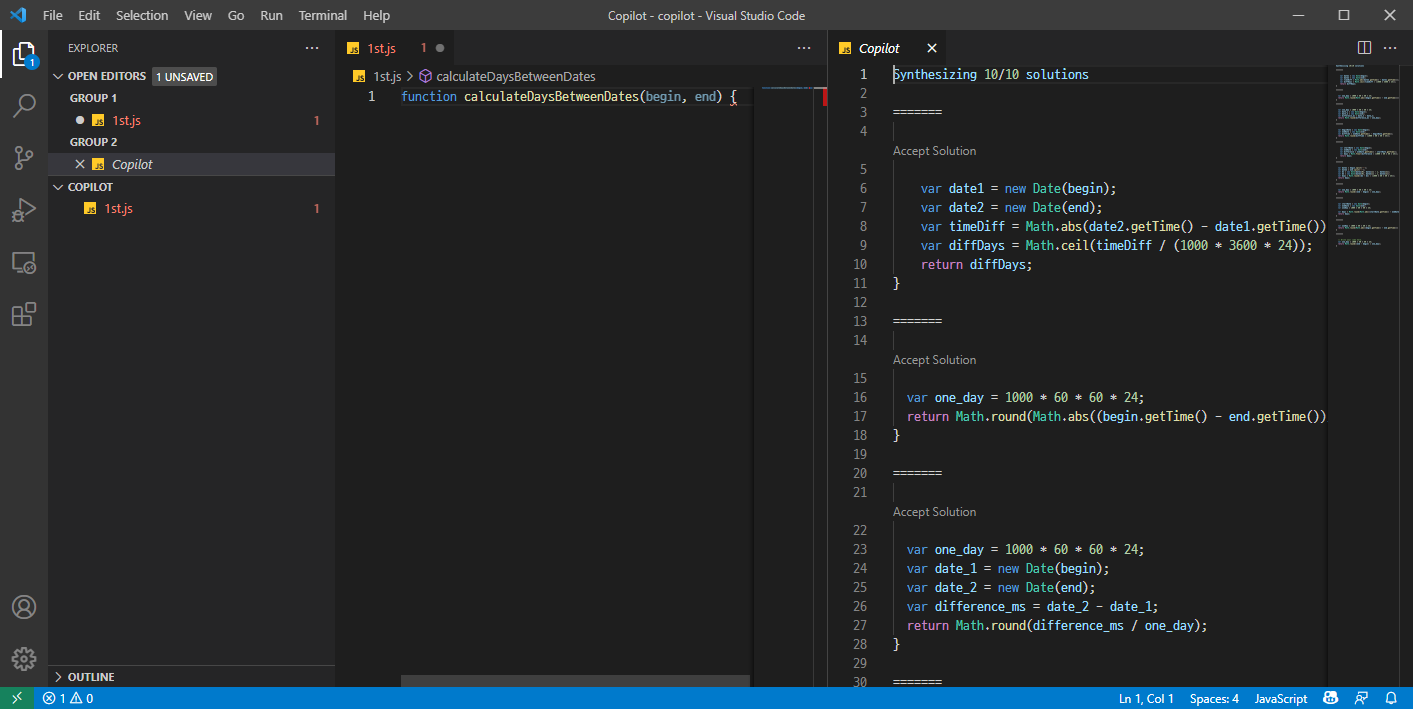 File Edit Selection View Go Run Terminal Help
Copilot - copilot - Visual Studio Code
1
EXPLORER
OPEN EDITORS 1 UNSAVED
GROUP 1
JS 1st.js 1
GROUP 2
JS Copilot
COPILOT
JS 1st.js 1
OUTLINE
JS 1st.js 1
JS 1st.js > calculateDaysBetweenDates
1 function calculateDaysBetweenDates(begin, end) {
JS Copilot
1 Synthesizing 10/10 solutions
2
3 =======
4
Accept Solution
5
6 var date1 = new Date(begin);
7 var date2 = new Date(end);
8 var timeDiff = Math.abs(date2.getTime() - date1.getTime())
9 var diffDays = Math.ceil(timeDiff / (1000 * 3600 * 24));
10 return diffDays;
11 }
12
13 =======
14
Accept Solution
15
16 var one_day = 1000 * 60 * 60 * 24;
17 return Math.round(Math.abs((begin.getTime() - end.getTime())
18 }
19
20 =======
21
Accept Solution
22
23 var one_day = 1000 * 60 * 60 * 24;
24 var date_1 = new Date(begin);
25 var date_2 = new Date(end);
26 var difference_ms = date_2 - date_1;
27 return Math.round(difference_ms / one_day);
28 }
29
30 =======
1 0
Ln 1, Col 1 Spaces: 4 JavaScript